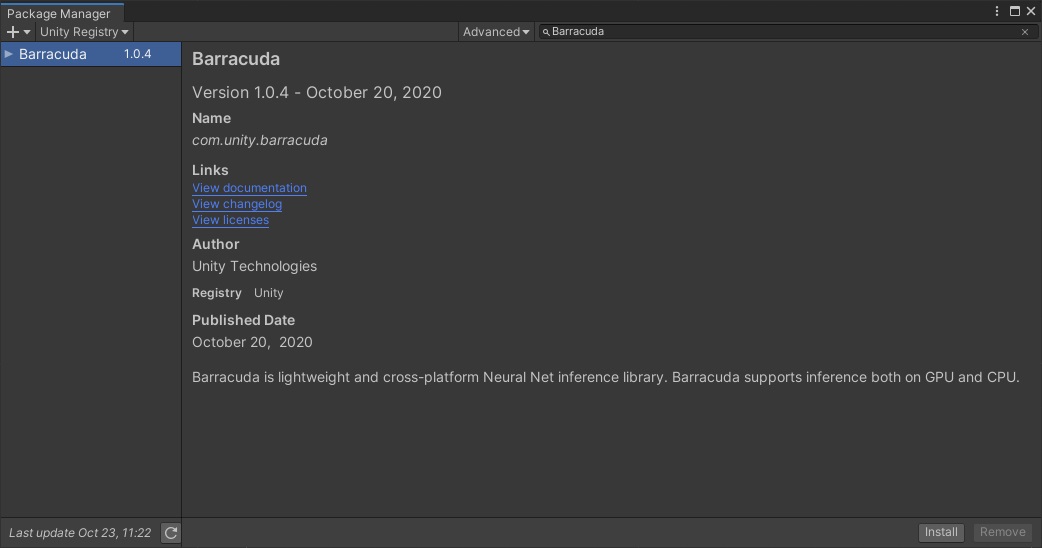 Package Manager
Unity Registry Advanced Barracuda
Barracuda 1.0.4
Barracuda
Version 1.0.4 - October 20, 2020
Name
com.unity.barracuda
Links
View documentation
View changelog
View licenses
Author
Unity Technologies
Registry Unity
Published Date
October 20,  2020
Barracuda is lightweight and cross-platform Neural Net inference library. Barracuda supports inference both on GPU and CPU.
Last update Oct 23, 11:22
Install Remove